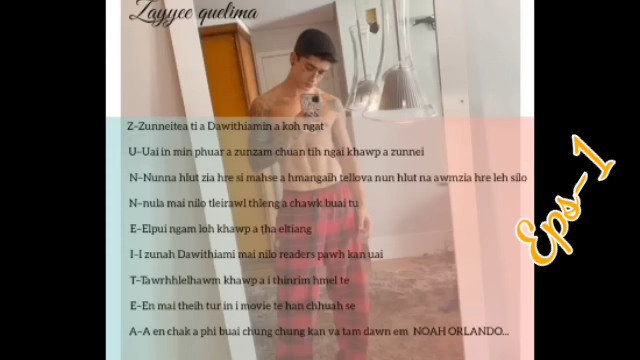 Zayyee quelima
Z-Zunneitea ti a Dawithiamin a koh ngat
U-Uai in min phuar a zunzam chuan tih ngai khawp a zunnei
N-Nunna hlut zia hre si mahse a hmangaih tellova nun hlut na awmzia hre leh silo
N-nula mai nilo tleirawl thleng a chawk buai tu
E-Elpui ngam loh khawp a tha eltiang
I-I zunah Dawithiami mai nilo readers pawh kan uai
T-Tawrhhlelhawm khawp a i thinrim hmel te
E-En mai theih tur in i movie te han chhuah se
A-A en chak a phi buai chung chung kan va tam dawn em NOAH ORLANDO...
Eps-1